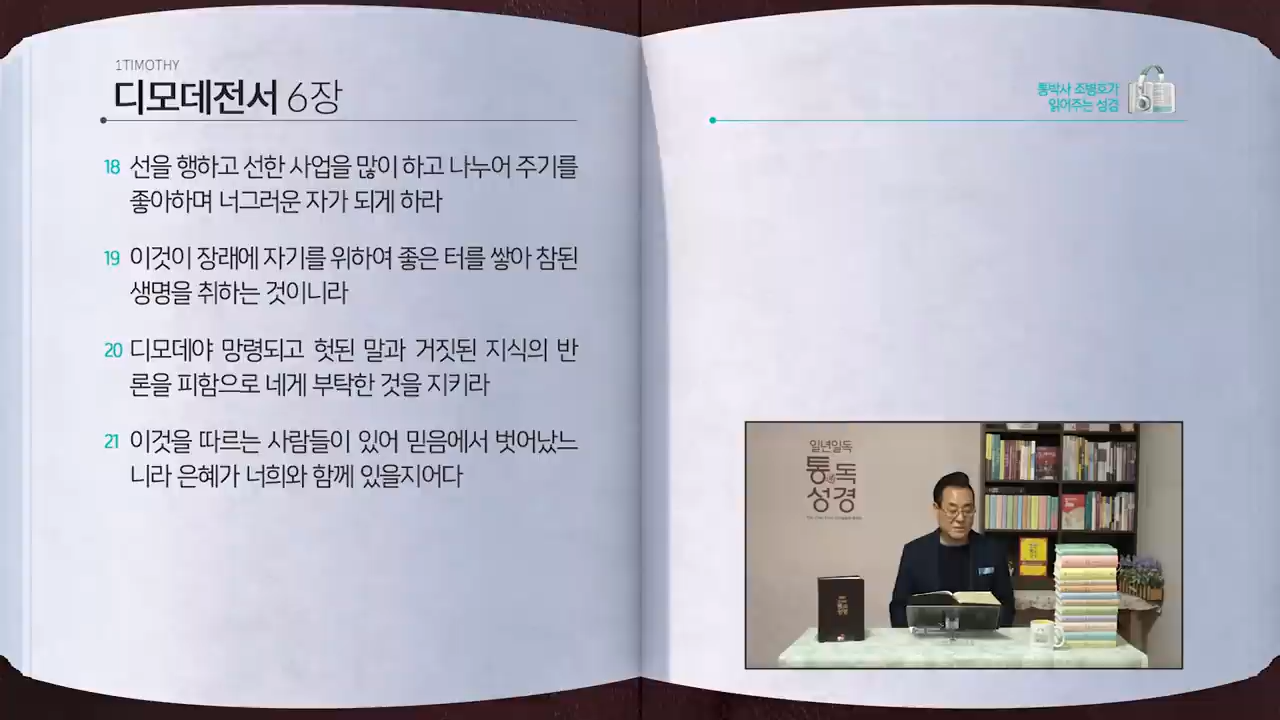 1TIMOTHY
디모데전서 6장
18 선을 행하고 선한 사업을 많이 하고 나누어 주기를
좋아하며 너그러운 자가 되게 하라
19 이것이 장래에 자기를 위하여 좋은 터를 쌓아 참된
생명을 취하는 것이니라
20 디모데야 망령되고 헛된 말과 거짓된 지식의 반
론을 피함으로 네게 부탁한 것을 지키라
21 이것을 따르는 사람들이 있어 믿음에서 벗어났느
니라 은혜가 너희와 함께 있을지어다
통박사 조병호가
읽어주는 성경
일년일독
통독
성경